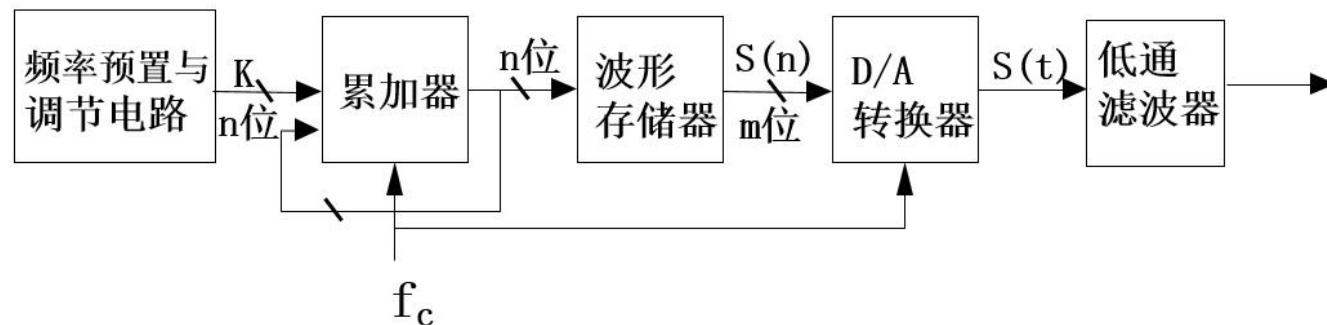 频率预置与
调节电路
K
n位
累加器
n位
波形
存储器
S(n)
m位
D/A
转换器
S(t)
低通
滤波器
fc